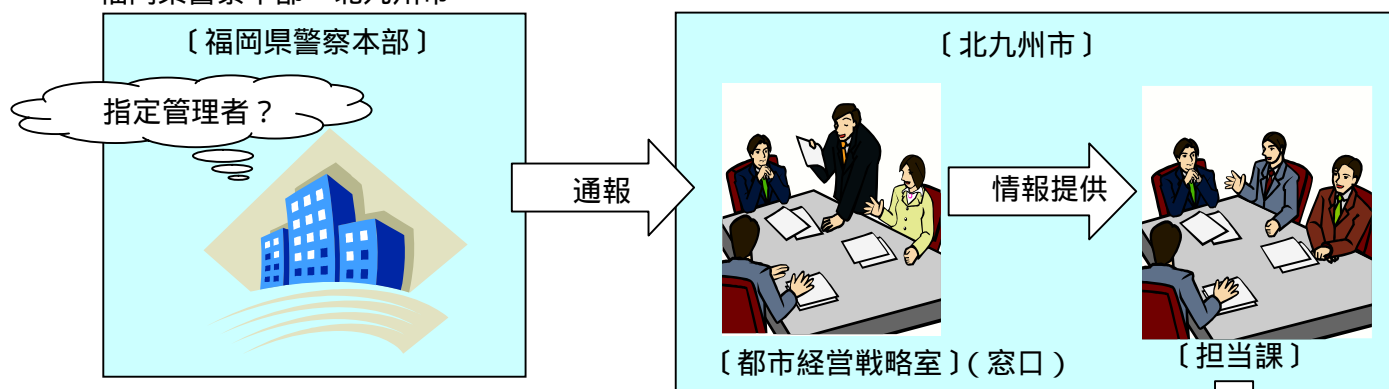 〔福岡県警察本部〕
指定管理者？
通報
〔北九州市〕
情報提供
〔都市経営戦略室〕（窓口）
〔担当課〕